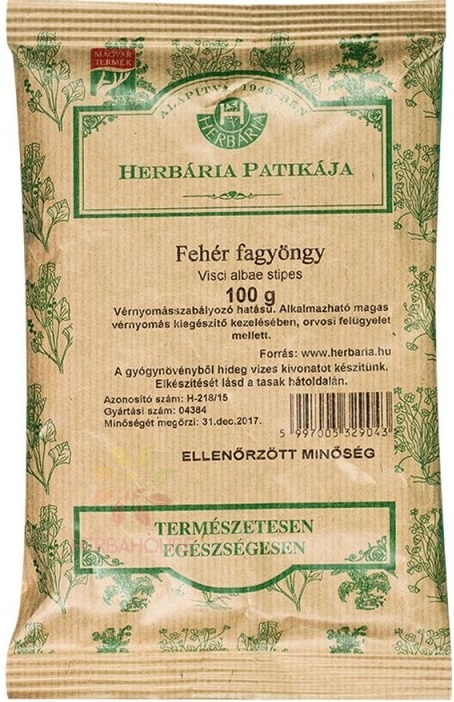 MAGYAR
TERMÉK
ALAPÍTVA 1949-BEN
HERBÁRIA
HERBÁRIA PATIKÁJA
Fehér fagyöngy
Visci albae stipes
100 g
Vérnyomásszabályozó hatású. Alkalmazható magas
vérnyomás kiegészítő kezelésében, orvosi felügyelet
mellett.
Forrás: www.herbaria.hu
A gyógynövényből hideg vizes kivonatot készítünk.
Elkészítését lásd a tasak hátoldalán.
Azonosító szám: H-218/15
Gyártási szám: 04384
Minőségét megőrzi: 31.dec.2017.
5 997005 329043
ELLENŐRZÖTT MINŐSÉG
TERMÉSZETESEN
EGÉSZSÉGESEN